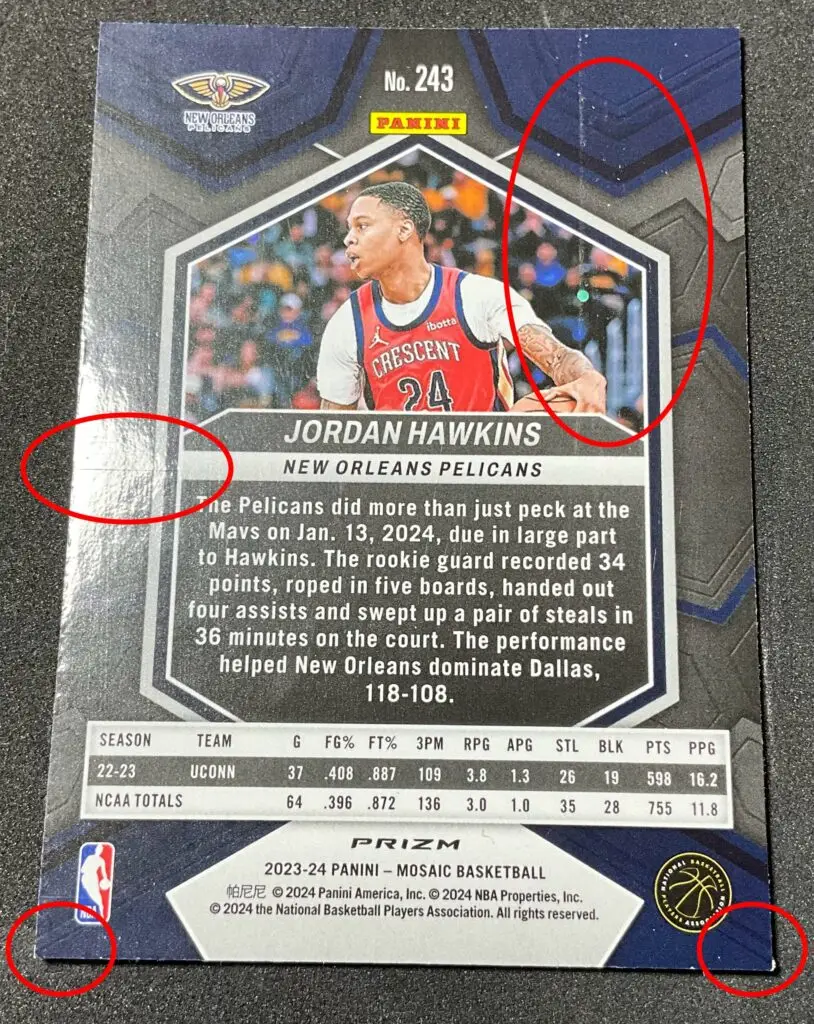 No. 243
NEW ORLEANS
PELICANS
PANINI
ibotta
CRESCENT
24
JORDAN HAWKINS
NEW ORLEANS PELICANS
The Pelicans did more than just peck at the
Mavs on Jan. 13, 2024, due in large part
to Hawkins. The rookie guard recorded 34
points, roped in five boards, handed out
four assists and swept up a pair of steals in
36 minutes on the court. The performance
helped New Orleans dominate Dallas,
118-108.
SEASON TEAM G FG% FT% 3PM RPG APG STL BLK PTS PPG
22-23 UCONN 37 .408 .887 109 3.8 1.3 26 19 598 16.2
NCAA TOTALS 64 .396 .872 136 3.0 1.0 35 28 755 11.8
PRIZM
2023-24 PANINI – MOSAIC BASKETBALL
帕尼尼 © 2024 Panini America, Inc. © 2024 NBA Properties, Inc.
© 2024 the National Basketball Players Association. All rights reserved.
NBA
NATIONAL BASKETBALL PLAYERS ASSOCIATION